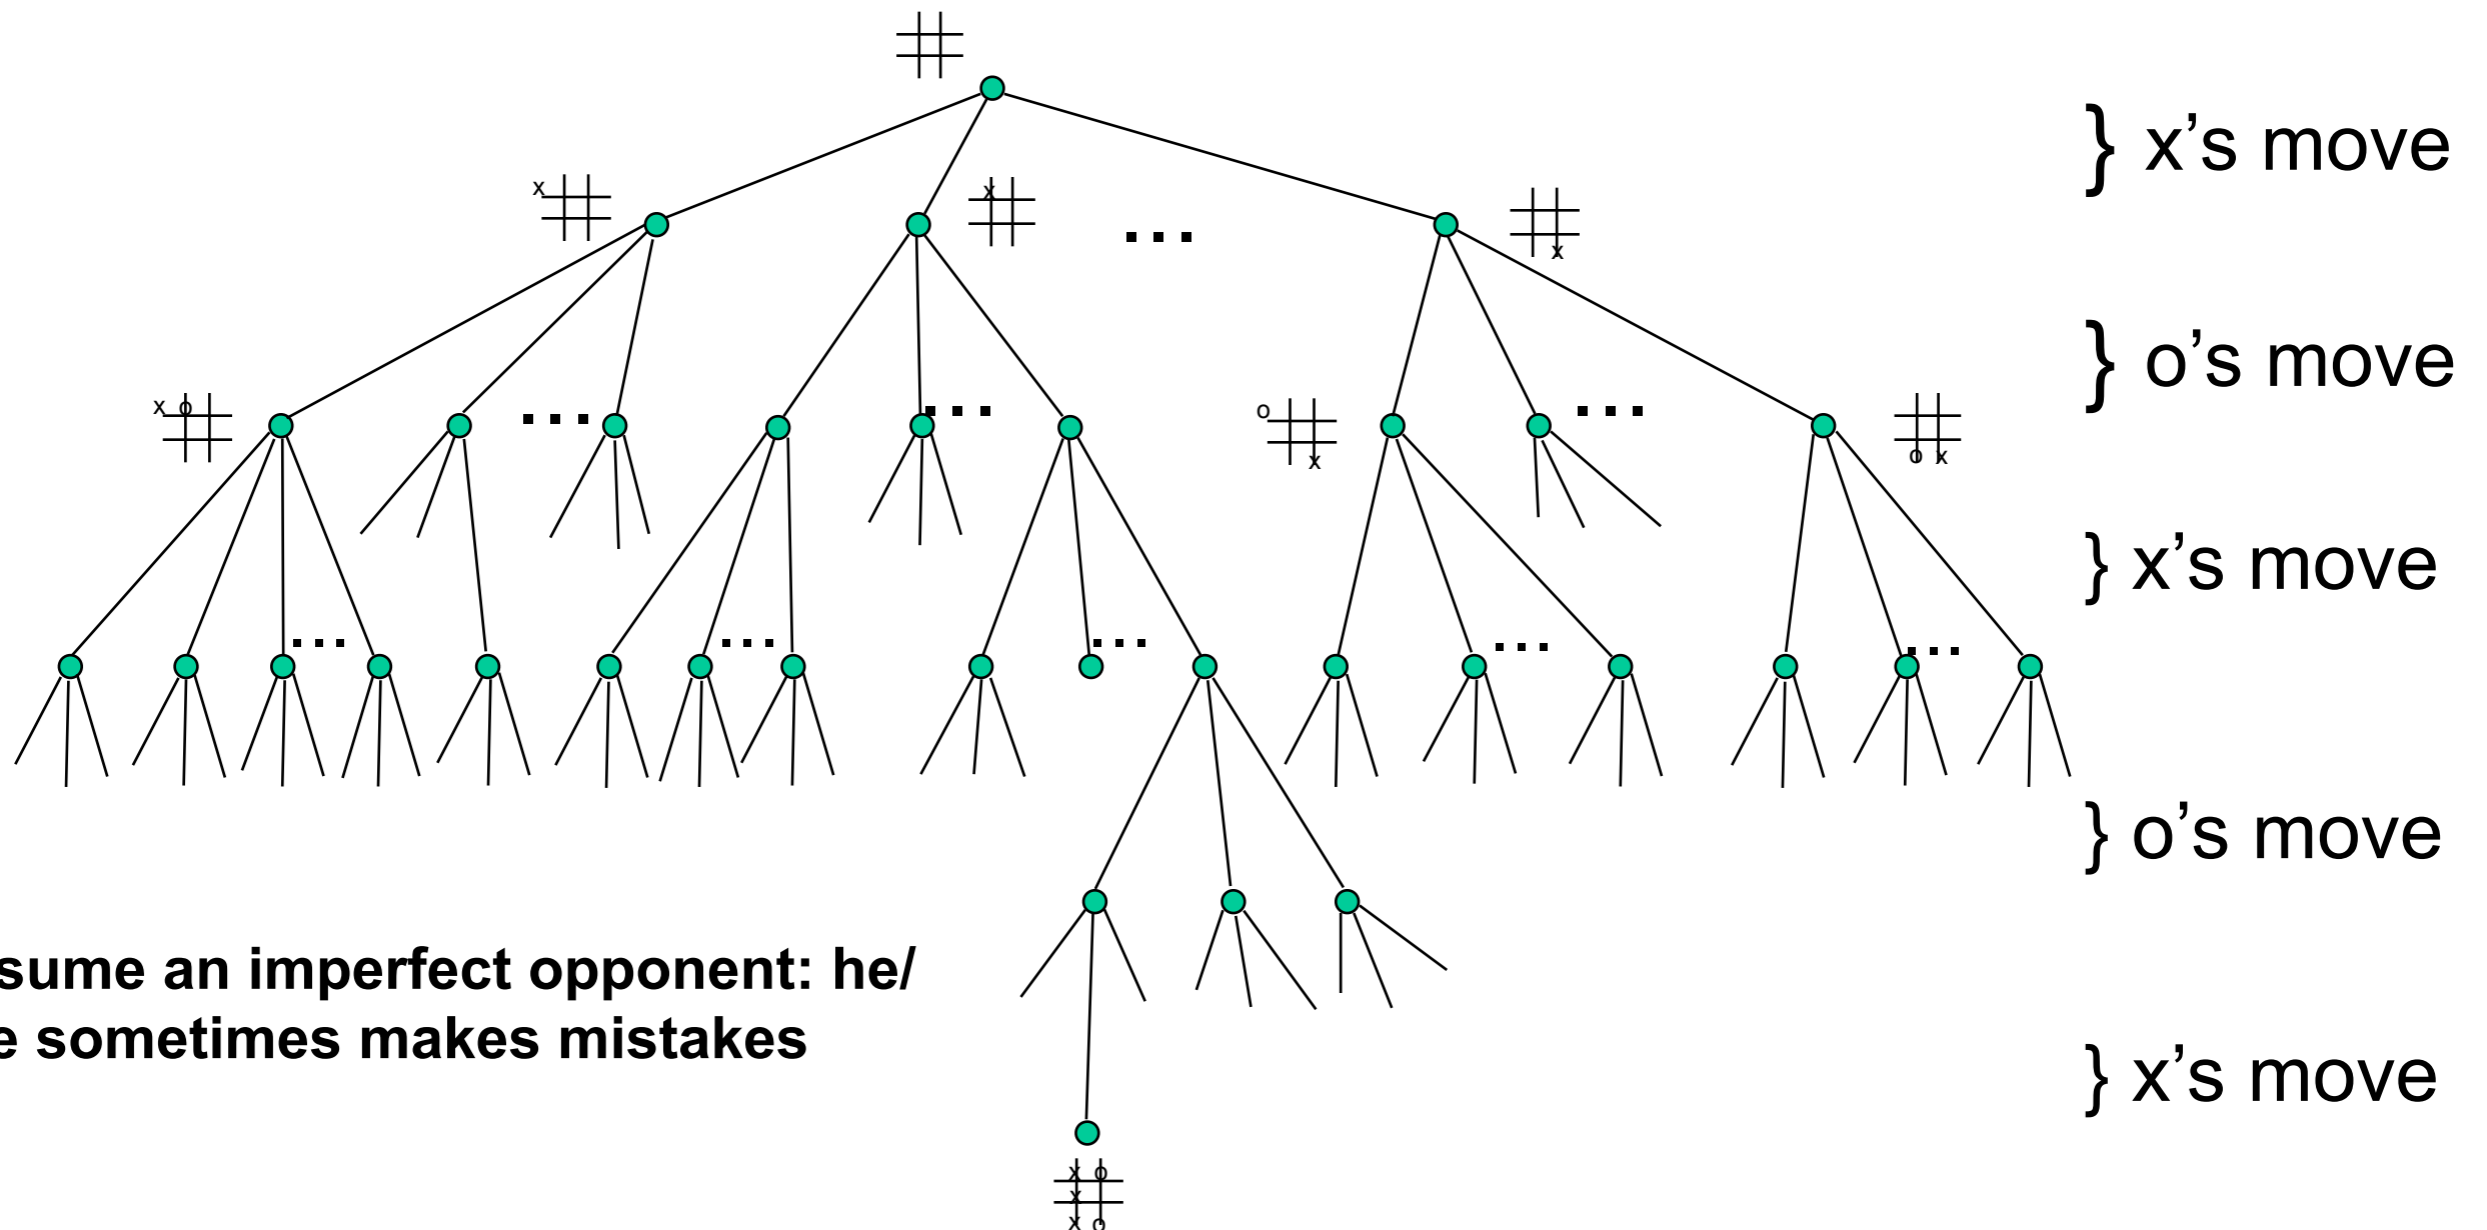 x
x
x
} x’s move
x o
o
x
o x
} o’s move
...
...
...
...
} x’s move
...
...
...
...
...
} o’s move
sume an imperfect opponent: he/
e sometimes makes mistakes
} x’s move
x o
x
x o